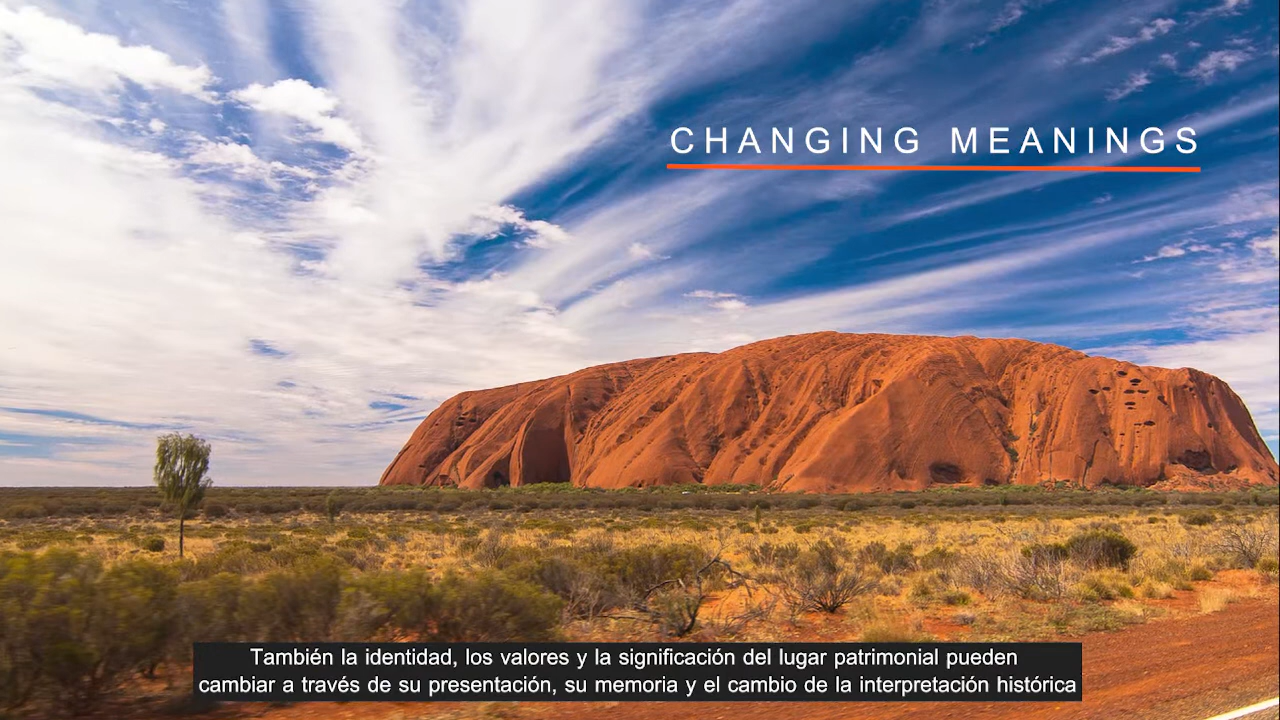 CHANGING MEANINGS
También la identidad, los valores y la significación del lugar patrimonial pueden
cambiar a través de su presentación, su memoria y el cambio de la interpretación histórica